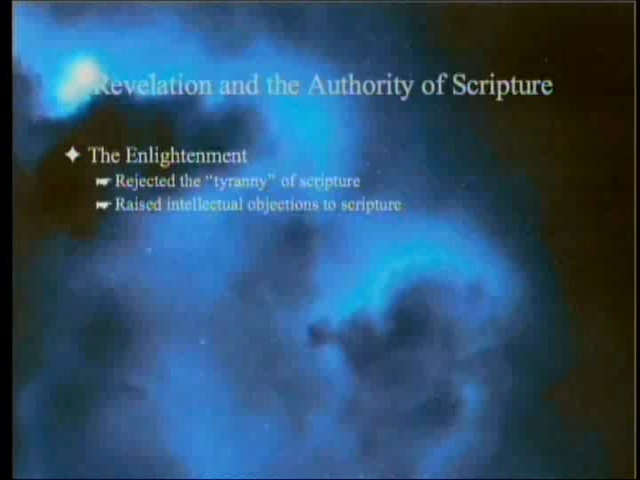 Revelation and the Authority of Scripture
The Enlightenment
Rejected the “tyranny” of scripture
Raised intellectual objections to scripture